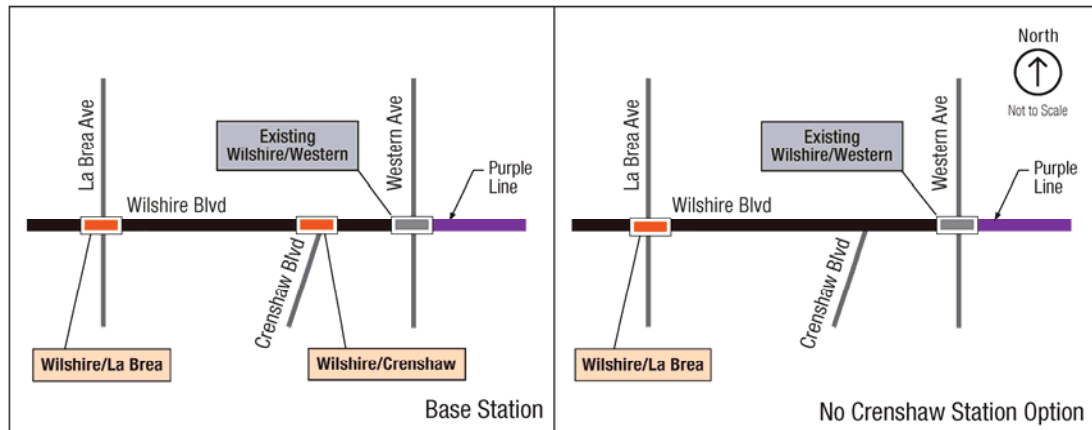 La Brea Ave
Existing
Wilshire/Western
Western Ave
Purple
Line
Wilshire Blvd
Crenshaw Blvd
Wilshire/La Brea
Wilshire/Crenshaw
Base Station
North
Not to Scale
La Brea Ave
Existing
Wilshire/Western
Western Ave
Purple
Line
Wilshire Blvd
Crenshaw Blvd
Wilshire/La Brea
No Crenshaw Station Option